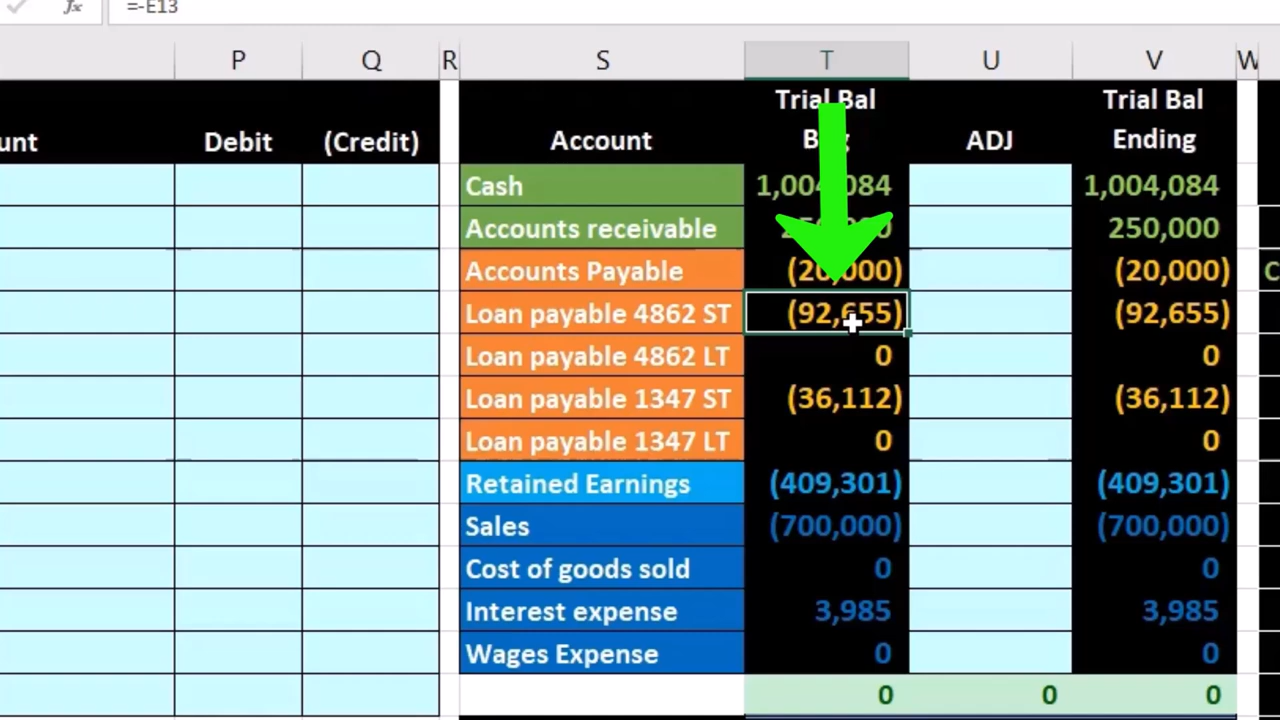 fx =-E13
P Q R S T U V W
Trial Bal Trial Bal
unt Debit (Credit) Account ADJ Ending
Cash 1,004,084 1,004,084
Accounts receivable 250,000
Accounts Payable (20,000) (20,000) C
Loan payable 4862 ST (92,655) (92,655)
Loan payable 4862 LT 0 0
Loan payable 1347 ST (36,112) (36,112)
Loan payable 1347 LT 0 0
Retained Earnings (409,301) (409,301)
Sales (700,000) (700,000)
Cost of goods sold 0 0
Interest expense 3,985 3,985
Wages Expense 0 0
0 0 0